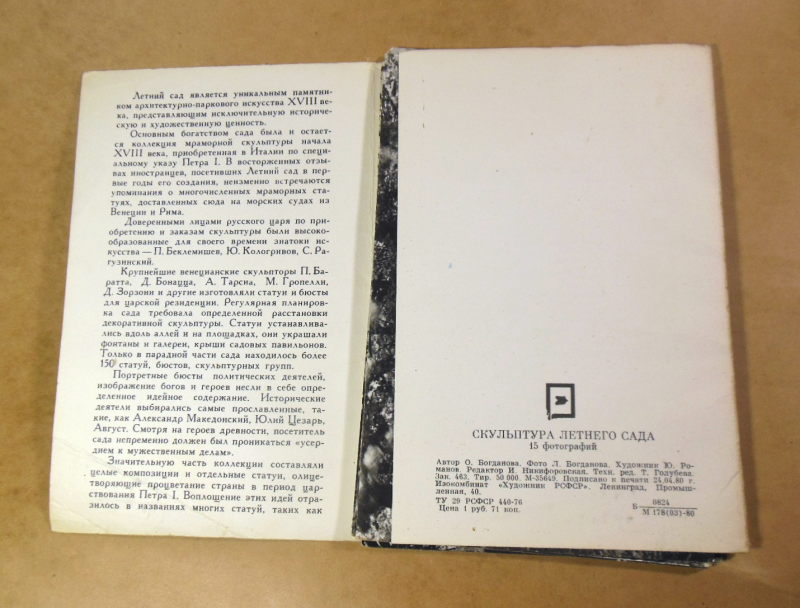 Летний сад является уникальным памятни-
ком архитектурно-паркового искусства XVIII ве-
ка, представляющим исключительную историче-
скую и художественную ценность.
Основным богатством сада была и остает-
ся коллекция мраморной скульптуры начала
XVIII века, приобретенная в Италии по специ-
альному указу Петра I. В восторженных отзы-
вах иностранцев, посетивших Летний сад в пер-
вые годы его создания, неизменно встречаются
упоминания о многочисленных мраморных ста-
туях, доставленных сюда на морских судах из
Венеции и Рима.
Доверенными лицами русского царя по при-
обретению и заказам скульптуры были высоко-
образованные для своего времени знатоки ис-
кусства — П. Беклемишев, Ю. Кологривов, С. Ра-
гузинский.
Крупнейшие венецианские скульпторы П. Ба-
ратта, Д. Бонацца, А. Тарсиа, М. Гропелли,
Д. Зорзони и другие изготовляли статуи и бюсты
для царской резиденции. Регулярная планиров-
ка сада требовала определенной расстановки
декоративной скульптуры. Статуи устанавлива-
лись вдоль аллей и на площадках, они украшали
фонтаны и галереи, крыши садовых павильонов.
Только в парадной части сада находилось более
150 статуй, бюстов, скульптурных групп.
Портретные бюсты политических деятелей,
изображение богов и героев несли в себе опре-
деленное идейное содержание. Исторические
деятели выбирались самые прославленные, та-
кие, как Александр Македонский, Юлий Цезарь,
Август. Смотря на героев древности, посетитель
сада непременно должен был проникаться «усер-
дием к мужественным делам».
Значительную часть коллекции составляли
целые композиции и отдельные статуи, олице-
творяющие процветание страны в период цар-
ствования Петра I. Воплощение этих идей отра-
зилось в названиях многих статуй, таких как
СКУЛЬПТУРА ЛЕТНЕГО САДА
15 фотографий
Автор О. Богданова. Фото Л. Богданова. Художник Ю. Ро-
манов. Редактор И. Никифоровская. Техн. ред. Т. Голубева.
Зак. 463. Тир. 50 000. М-35649. Подписано к печати 24.04.80 г.
Изокомбинат «Художник РСФСР». Ленинград, Промыш-
ленная, 40.
ТУ 29 РСФСР 440-76
Цена 1 руб. 71 коп.
Б 0824
М 178(03)-80